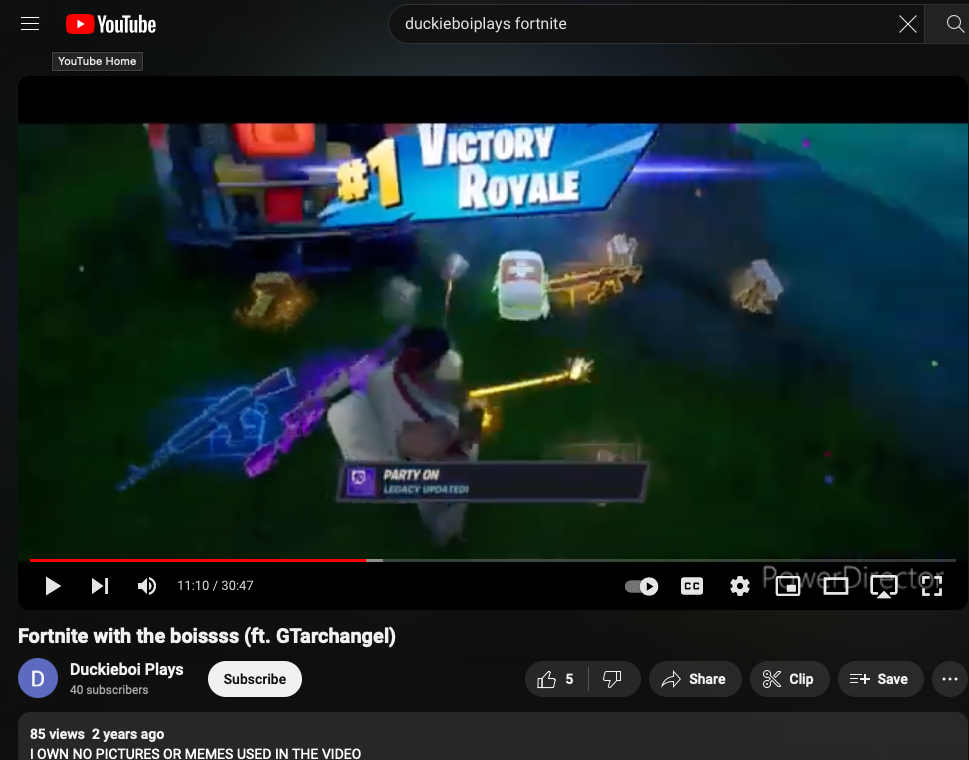 YouTube
duckieboiplays fortnite
YouTube Home
#1 VICTORY
ROYALE
PARTY ON
LEGACY UPDATED!
11:10 / 30:47
CC
PowerDirector
Fortnite with the boissss (ft. GTarchangel)
D
Duckieboi Plays
40 subscribers
Subscribe
5
Share
Clip
Save
85 views 2 years ago
I OWN NO PICTURES OR MEMES USED IN THE VIDEO